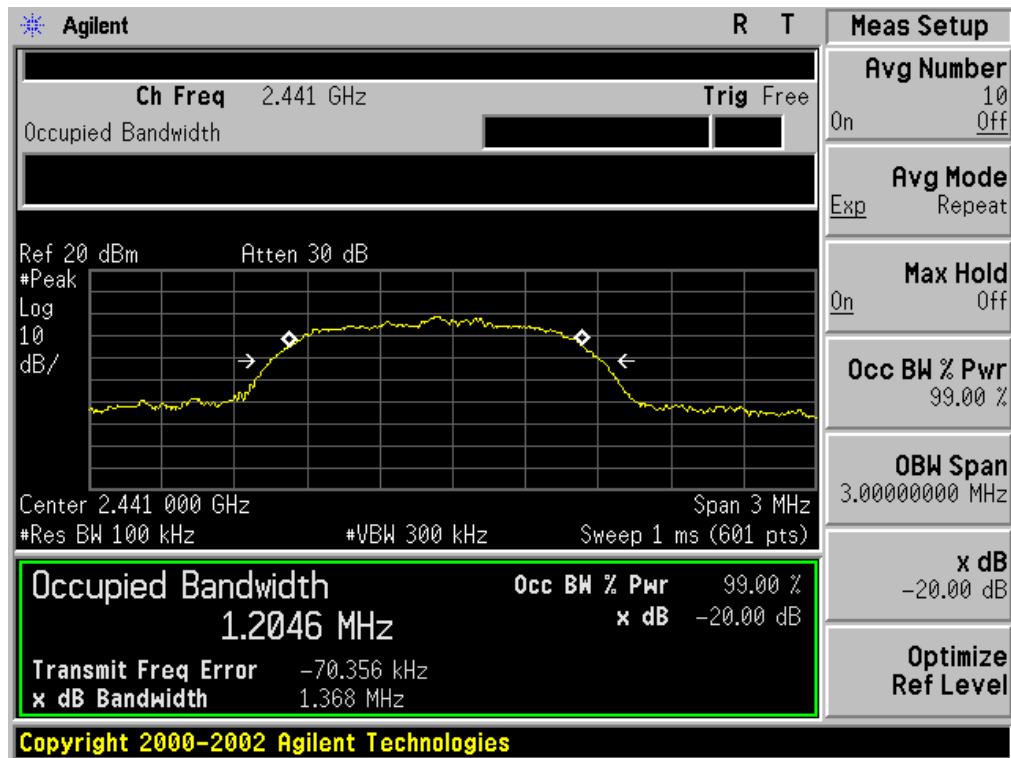 Agilent R T
Ch Freq 2.441 GHz Trig Free
Occupied Bandwidth
Ref 20 dBm Atten 30 dB
#Peak
Log
10
dB/
Center 2.441 000 GHz Span 3 MHz
#Res BW 100 kHz #VBW 300 kHz Sweep 1 ms (601 pts)
Occupied Bandwidth Occ BW % Pwr 99.00 %
1.2046 MHz x dB -20.00 dB
Transmit Freq Error -70.356 kHz
x dB Bandwidth 1.368 MHz
Copyright 2000-2002 Agilent Technologies
Meas Setup
Avg Number
10
On Off
Avg Mode
Exp Repeat
Max Hold
On Off
Occ BW % Pwr
99.00 %
OBW Span
3.00000000 MHz
x dB
-20.00 dB
Optimize
Ref Level